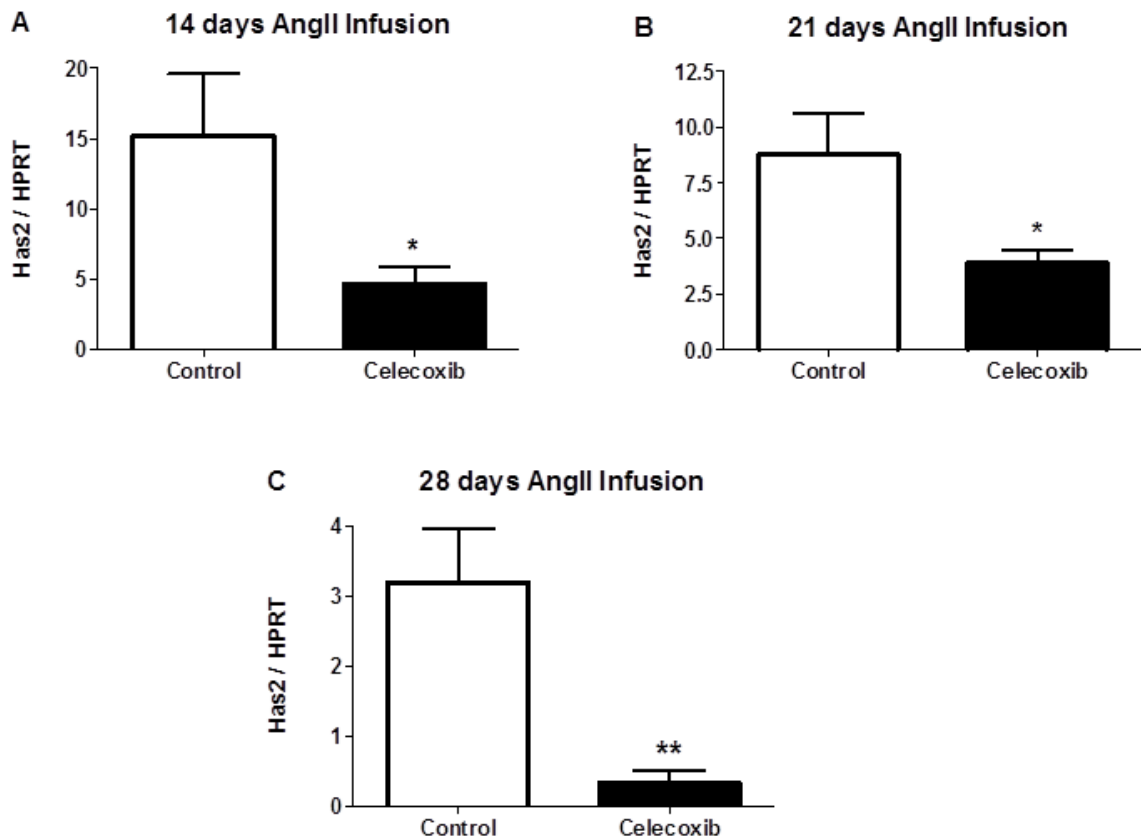 A
14 days AngII Infusion
Has2 / HPRT
20
15
10
5
0
*
Control
Celecoxib
B
21 days AngII Infusion
Has2 / HPRT
12.5
10.0
7.5
5.0
2.5
0.0
*
Control
Celecoxib
C
28 days AngII Infusion
Has2 / HPRT
4
3
2
1
0
**
Control
Celecoxib